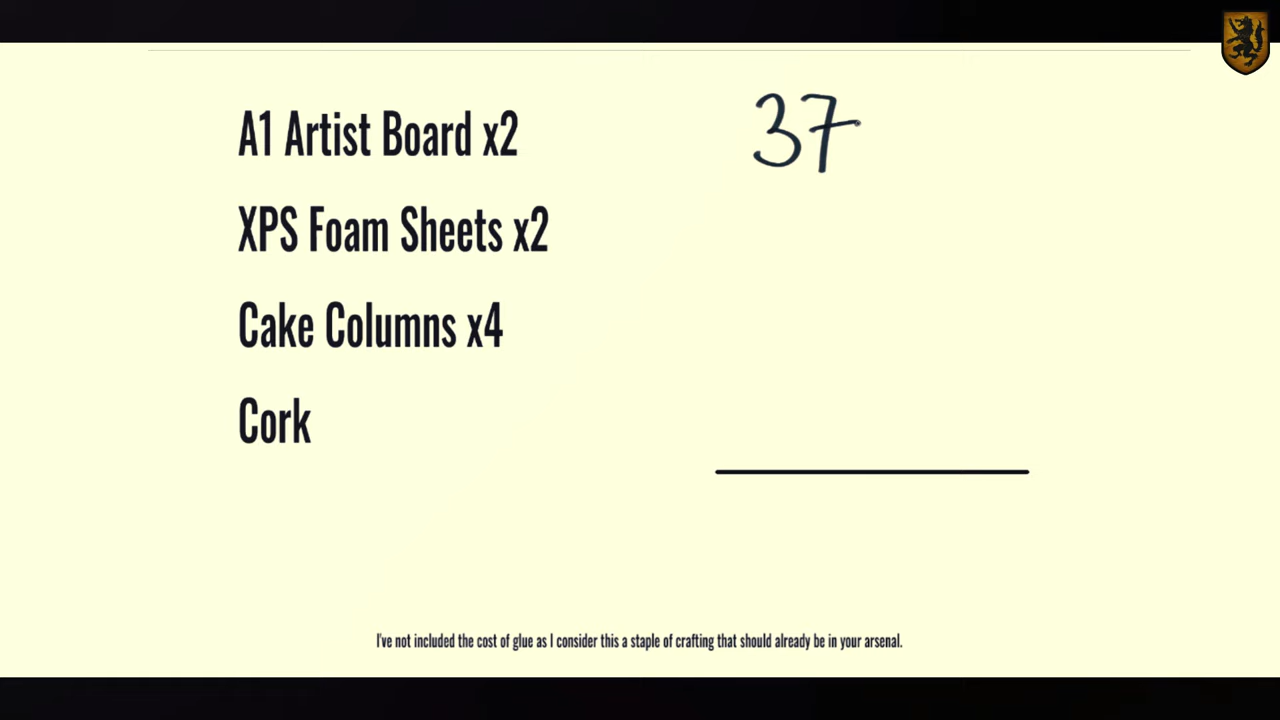 A1 Artist Board x2 37
XPS Foam Sheets x2
Cake Columns x4
Cork
I've not included the cost of glue as I consider this a staple of crafting that should already be in your arsenal.